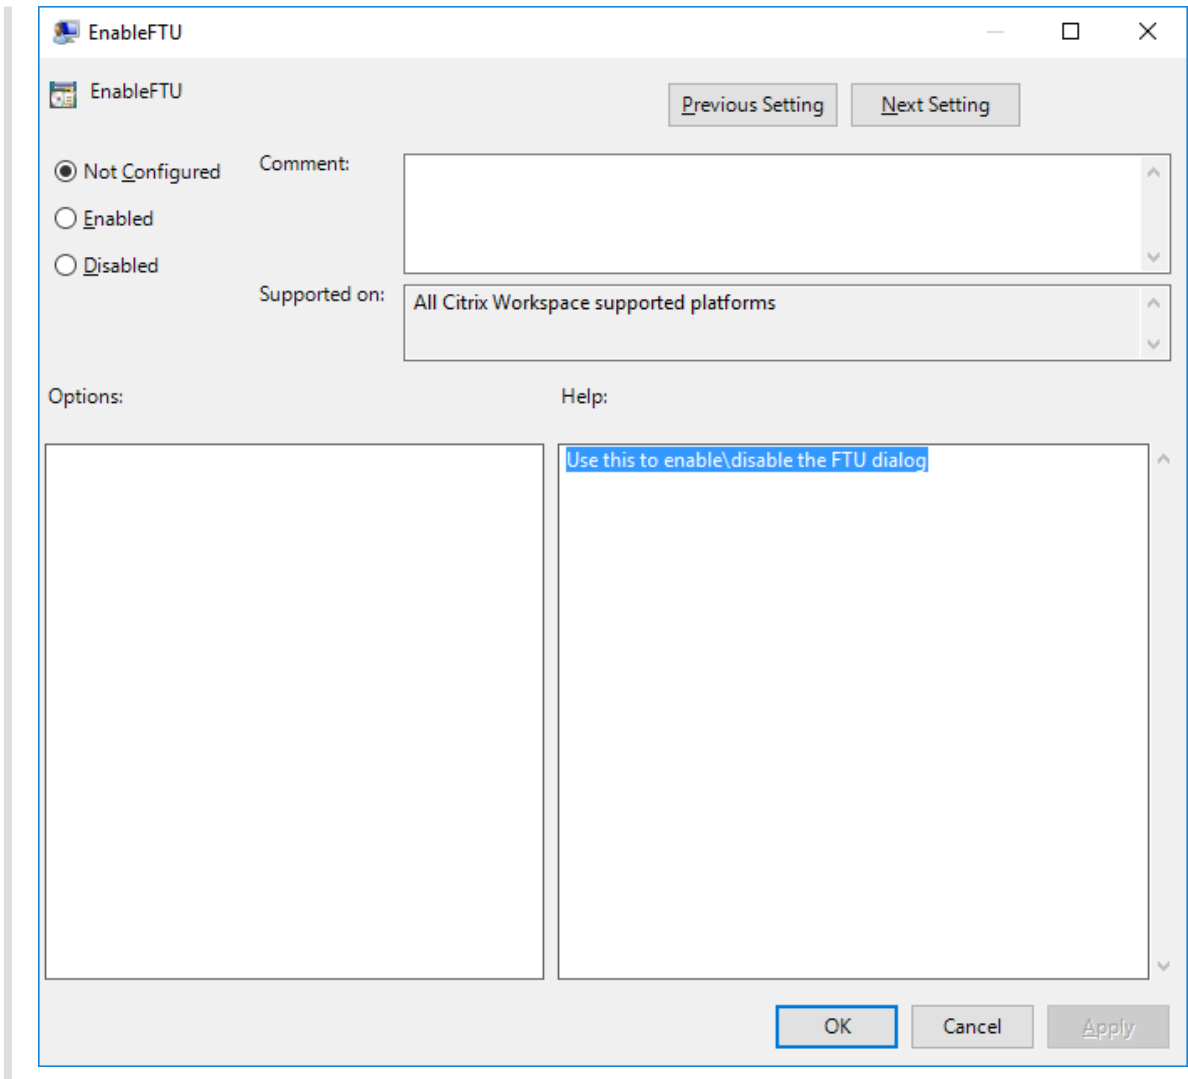 EnableFTU
EnableFTU
Previous Setting
Next Setting
Not Configured
Comment:
Enabled
Disabled
Supported on:
All Citrix Workspace supported platforms
Options:
Help:
Use this to enable\disable the FTU dialog
OK
Cancel
Apply